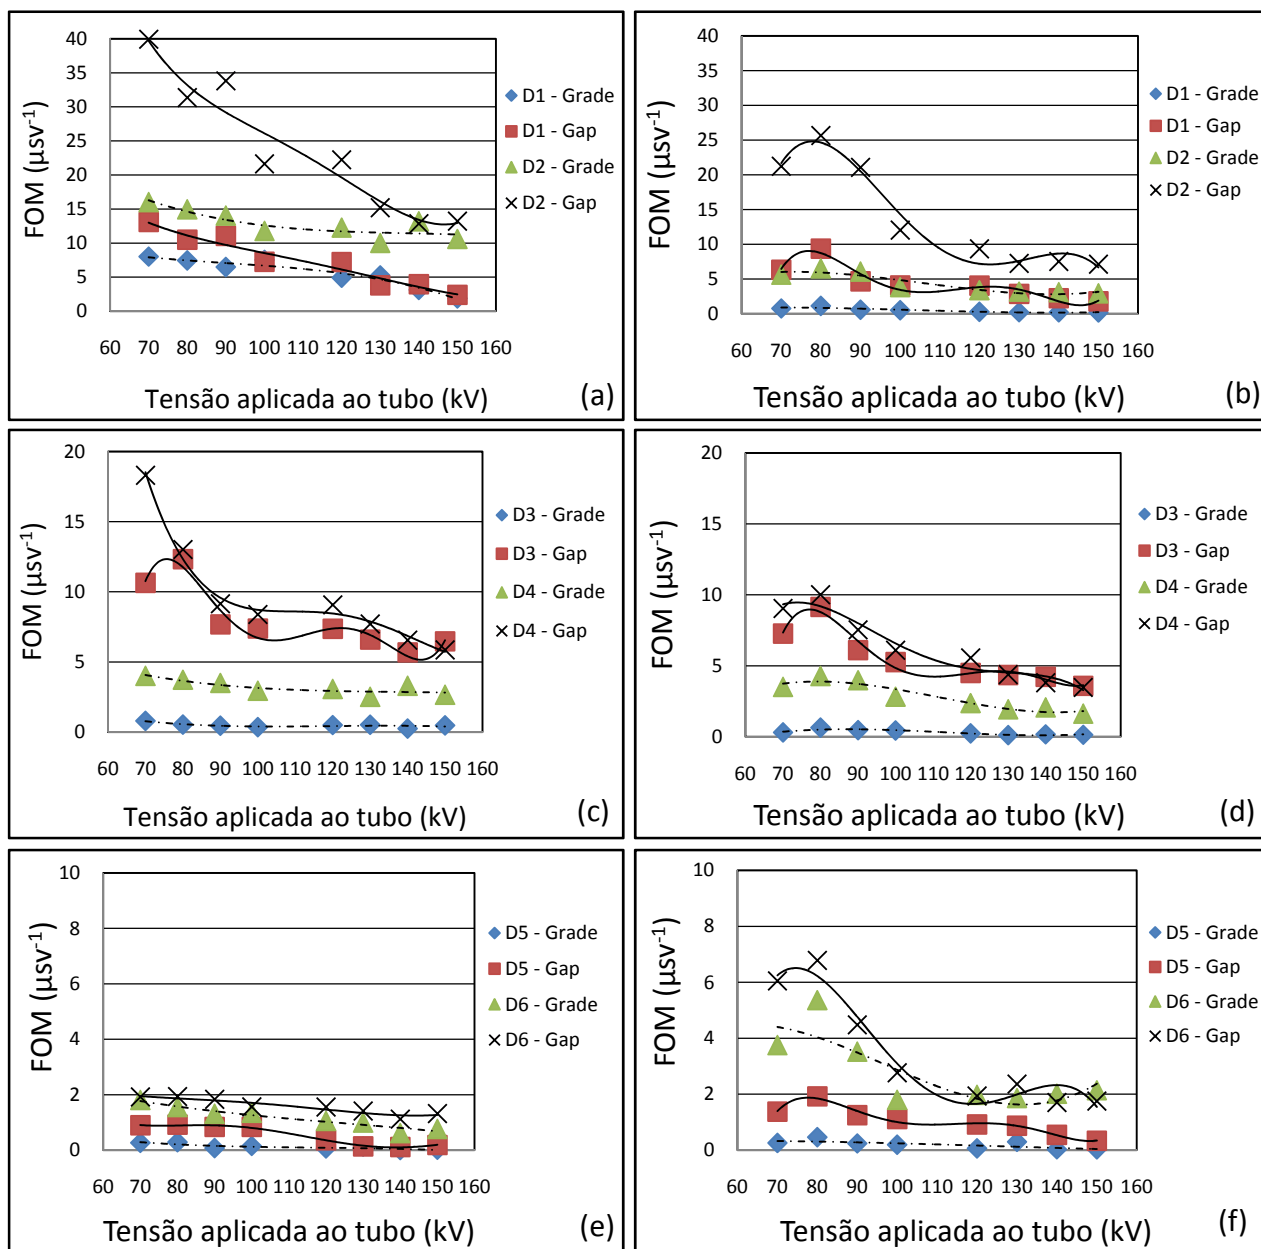 40
35
30
25
20
15
10
5
0
FOM (µsv⁻¹)
60 70 80 90 100 120 130 140 150 160
Tensão aplicada ao tubo (kV)
(a)
D1 - Grade
D1 - Gap
D2 - Grade
D2 - Gap
40
35
30
25
20
15
10
5
0
FOM (µsv⁻¹)
60 70 80 90 100 120 130 140 150 160
Tensão aplicada ao tubo (kV)
(b)
D1 - Grade
D1 - Gap
D2 - Grade
D2 - Gap
20
15
10
5
0
FOM (µsv⁻¹)
60 70 80 90 100 110 120 130 140 150 160
Tensão aplicada ao tubo (kV)
(c)
D3 - Grade
D3 - Gap
D4 - Grade
D4 - Gap
20
15
10
5
0
FOM (µsv⁻¹)
60 70 80 90 100 110 120 130 140 150 160
Tensão aplicada ao tubo (kV)
(d)
D3 - Grade
D3 - Gap
D4 - Grade
D4 - Gap
10
8
6
4
2
0
FOM (µsv⁻¹)
60 70 80 90 100 110 120 130 140 150 160
Tensão aplicada ao tubo (kV)
(e)
D5 - Grade
D5 - Gap
D6 - Grade
D6 - Gap
10
8
6
4
2
0
FOM (µsv⁻¹)
60 70 80 90 100 110 120 130 140 150 160
Tensão aplicada ao tubo (kV)
(f)
D5 - Grade
D5 - Gap
D6 - Grade
D6 - Gap